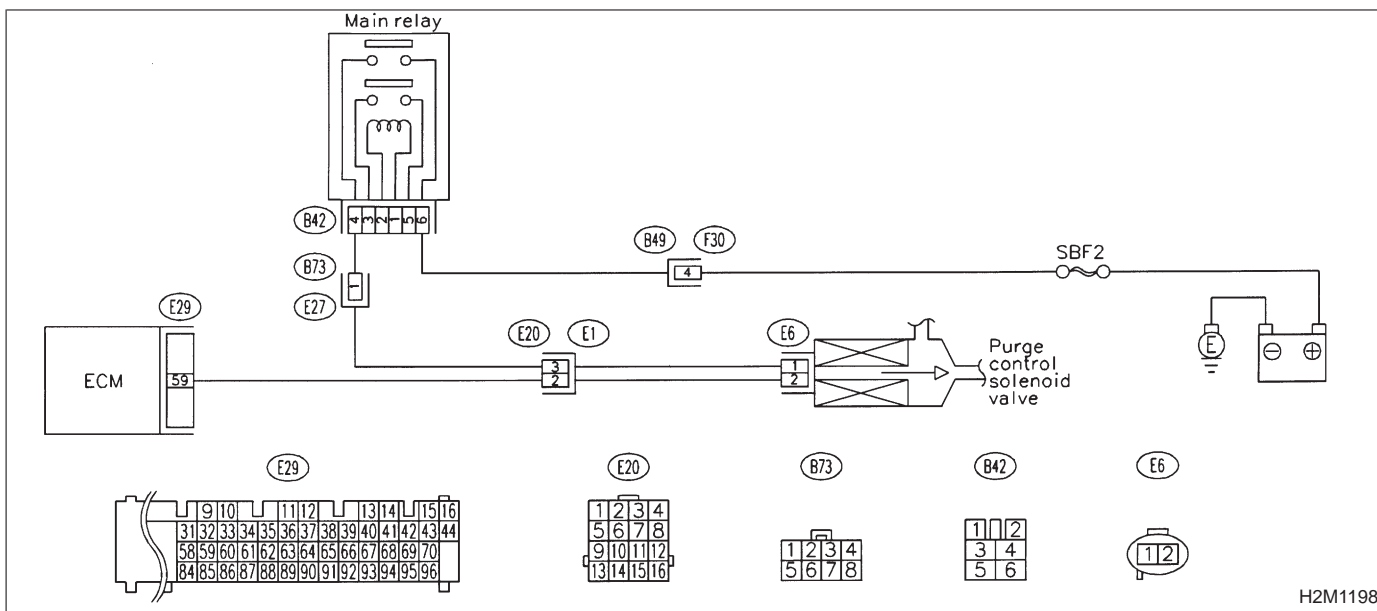 Main relay
B42
4 3 2 1 5 6
B49 F30
4
SBF2
B73
1
E27
E29
ECM
59
E20 E1
3
2
E6
1
2
Purge
control
solenoid
valve
E
⊖ ⊕
E29
9 10 11 12 13 14 15 16
31 32 33 34 35 36 37 38 39 40 41 42 43 44
58 59 60 61 62 63 64 65 66 67 68 69 70
84 85 86 87 88 89 90 91 92 93 94 95 96
E20
1 2 3 4
5 6 7 8
9 10 11 12
13 14 15 16
B73
1 2 3 4
5 6 7 8
B42
1 2
3 4
5 6
E6
1 2
H2M1198